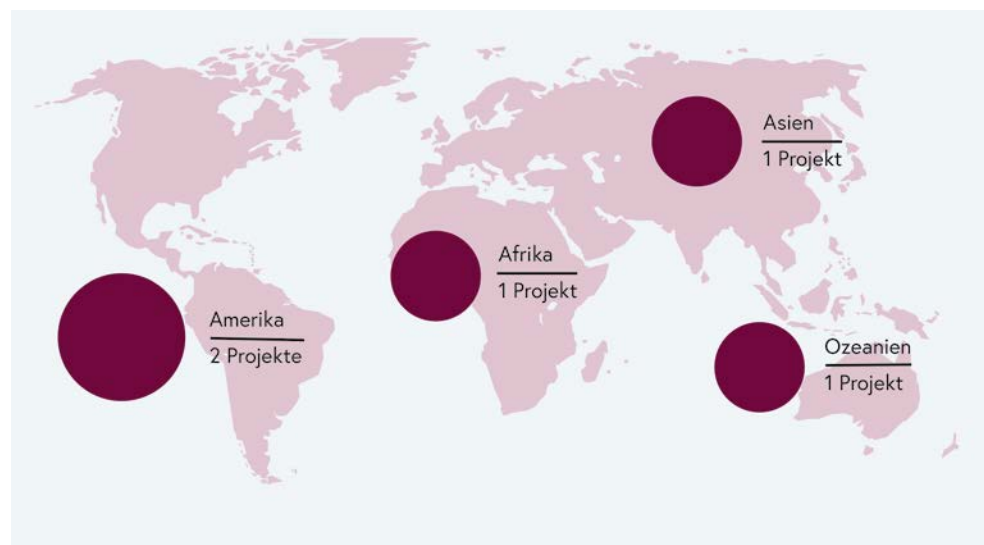 Asien
1 Projekt
Afrika
1 Projekt
Amerika
2 Projekte
Ozeanien
1 Projekt